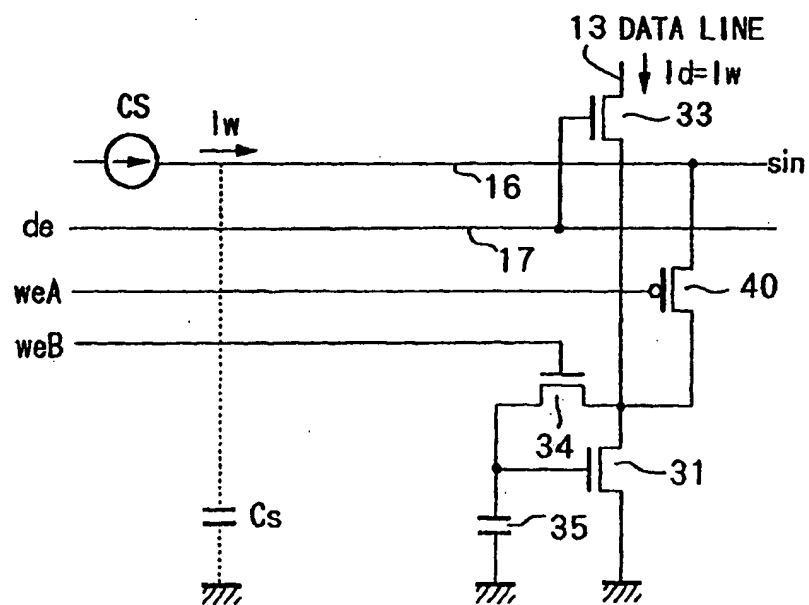 13 DATA LINE
Id=Iw
CS
Iw
33
sin
16
de
17
weA
40
weB
34
31
Cs
35